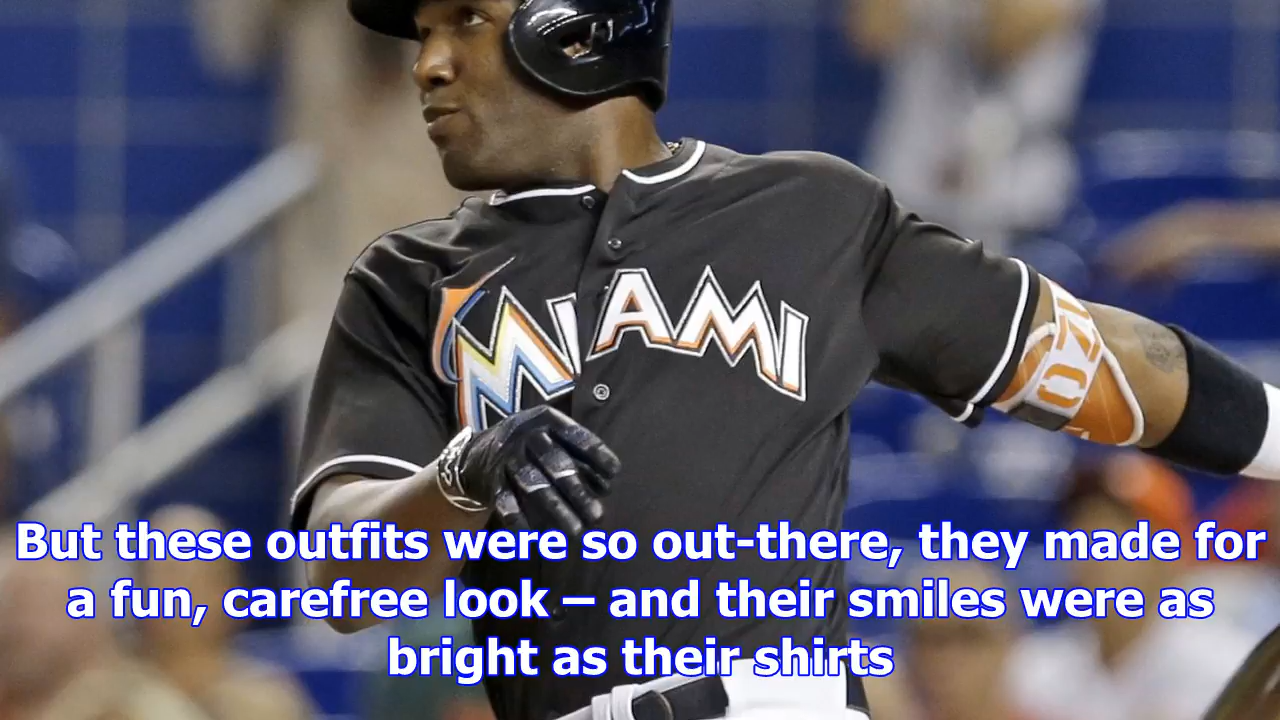 MIAMI
OZU
But these outfits were so out-there, they made for
a fun, carefree look – and their smiles were as
bright as their shirts